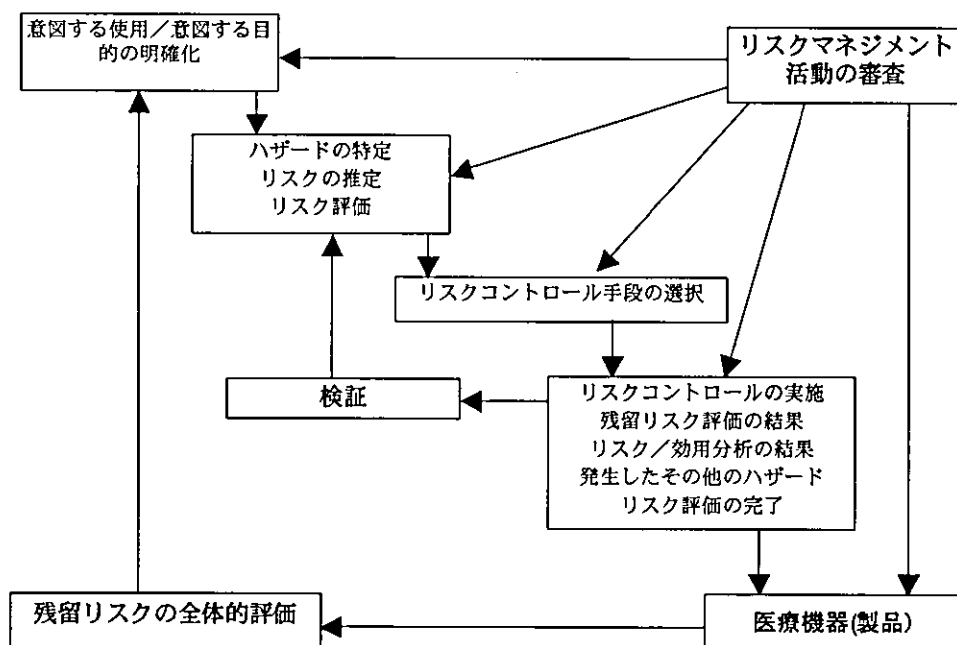 意図する使用／意図する目
的の明確化
リスクマネジメント
活動の審査
ハザードの特定
リスクの推定
リスク評価
リスクコントロール手段の選択
検証
リスクコントロールの実施
残留リスク評価の結果
リスク／効用分析の結果
発生したその他のハザード
リスク評価の完了
残留リスクの全体的評価
医療機器(製品）